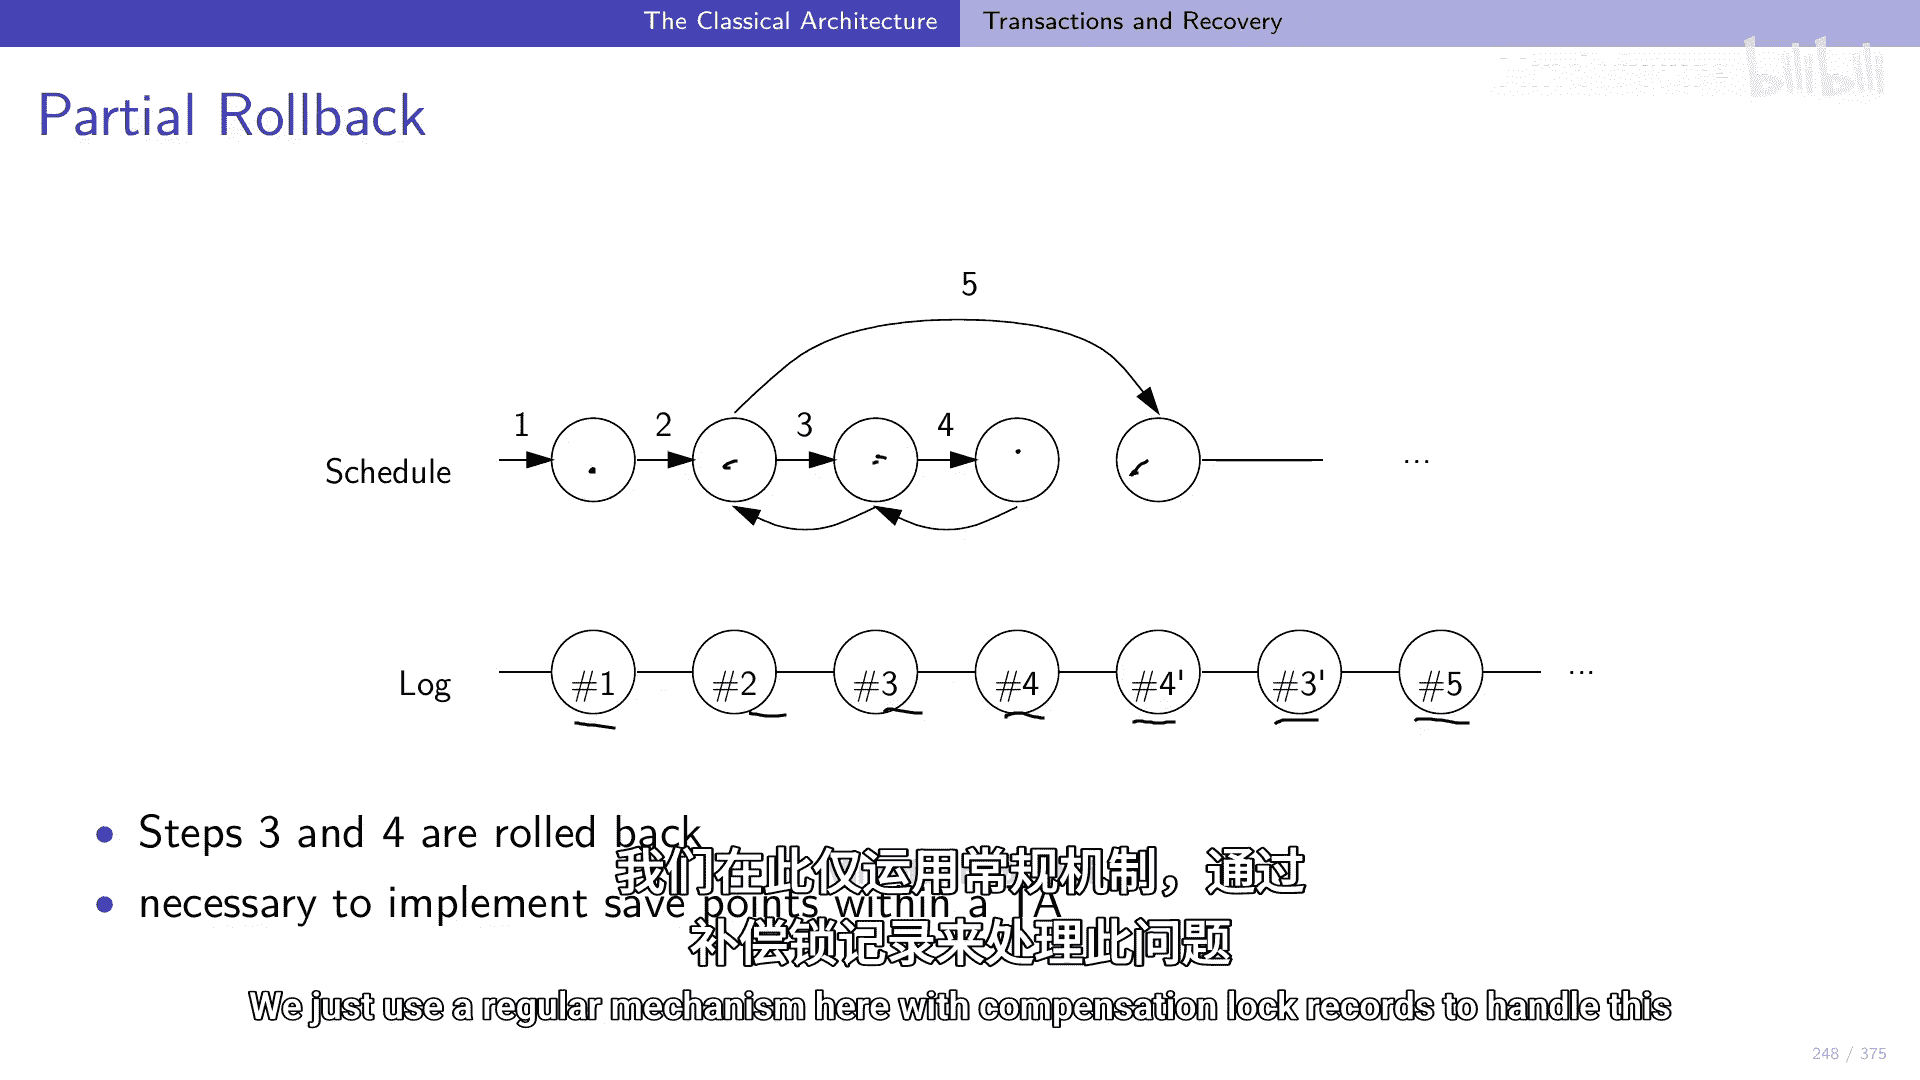 The Classical Architecture Transactions and Recovery
bilibili
Partial Rollback
5
1 2 3 4
Schedule ...
Log #1 #2 #3 #4 #4' #3' #5 ...
Steps 3 and 4 are rolled back
我们在此仅运用常规机制，通过
necessary to implement save points within a TA
补偿锁记录来处理此问题
We just use a regular mechanism here with compensation lock records to handle this
248 / 375